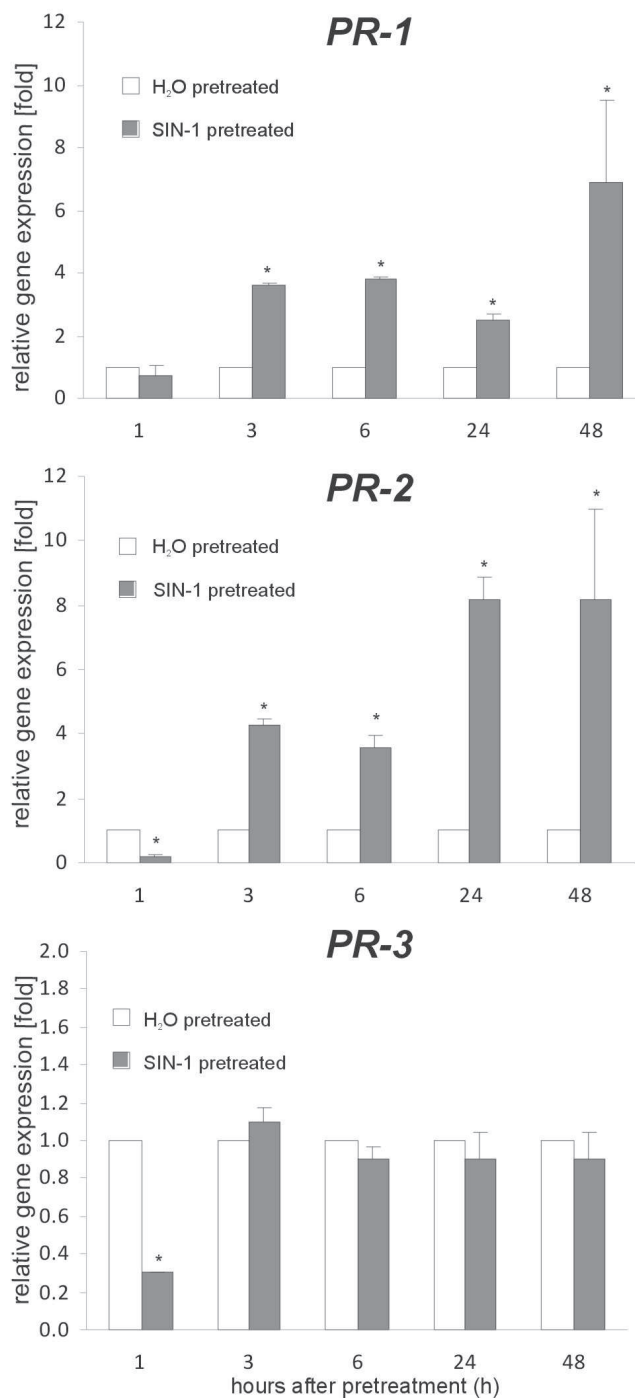 PR-1
relative gene expression [fold]
12
10
8
6
4
2
0
H₂O pretreated
SIN-1 pretreated
*
*
*
*
1 3 6 24 48
PR-2
relative gene expression [fold]
12
10
8
6
4
2
0
H₂O pretreated
SIN-1 pretreated
*
*
*
*
*
1 3 6 24 48
PR-3
relative gene expression [fold]
2.0
1.8
1.6
1.4
1.2
1.0
0.8
0.6
0.4
0.2
0.0
H₂O pretreated
SIN-1 pretreated
*
1 3 6 24 48
hours after pretreatment (h)